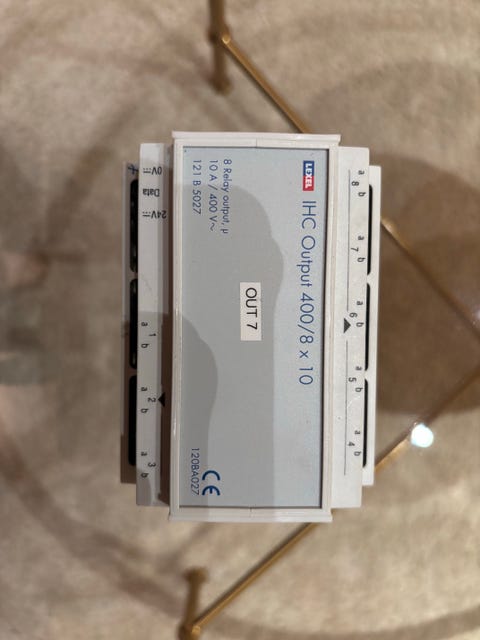 LEXEL
IHC Output 400/8 x 10
8 Relay output, µ
10 A / 400 V~
121 B 5027
OUT 7
CE
120BA027
a b a b a b a b a b
8 7 6 5 4
0V Data 24V 1 2 3
a b a b a b